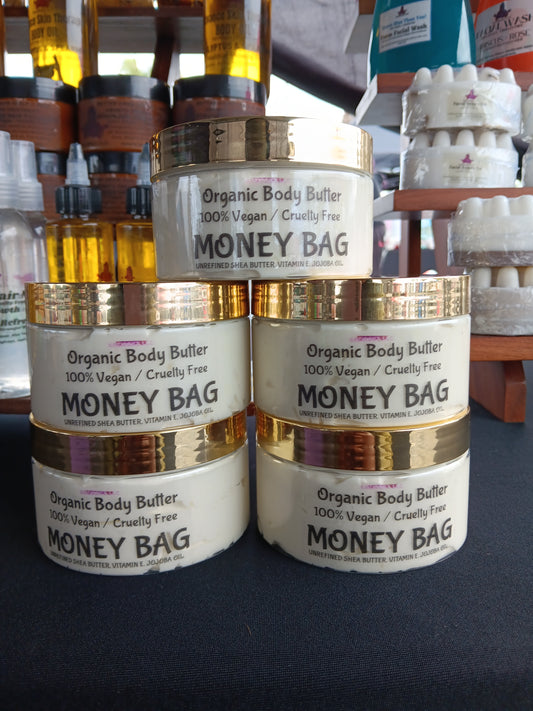 Organic Body Butter
100% Vegan / Cruelty Free
MONEY BAG
UNREFINED SHEA BUTTER, VITAMIN E, JOJOBA OIL
Organic Body Butter
100% Vegan / Cruelty Free
MONEY BAG
UNREFINED SHEA BUTTER, VITAMIN E, JOJOBA OIL
Organic Body Butter
100% Vegan / Cruelty Free
MONEY BAG
UNREFINED SHEA BUTTER, VITAMIN E, JOJOBA OIL
Organic Body Butter
100% Vegan / Cruelty Free
MONEY BAG
UNREFINED SHEA BUTTER, VITAMIN E, JOJOBA OIL
Organic Body Butter
100% Vegan / Cruelty Free
MONEY BAG
UNREFINED SHEA BUTTER, VITAMIN E, JOJOBA OIL
BODY
Facial Wash
WASH